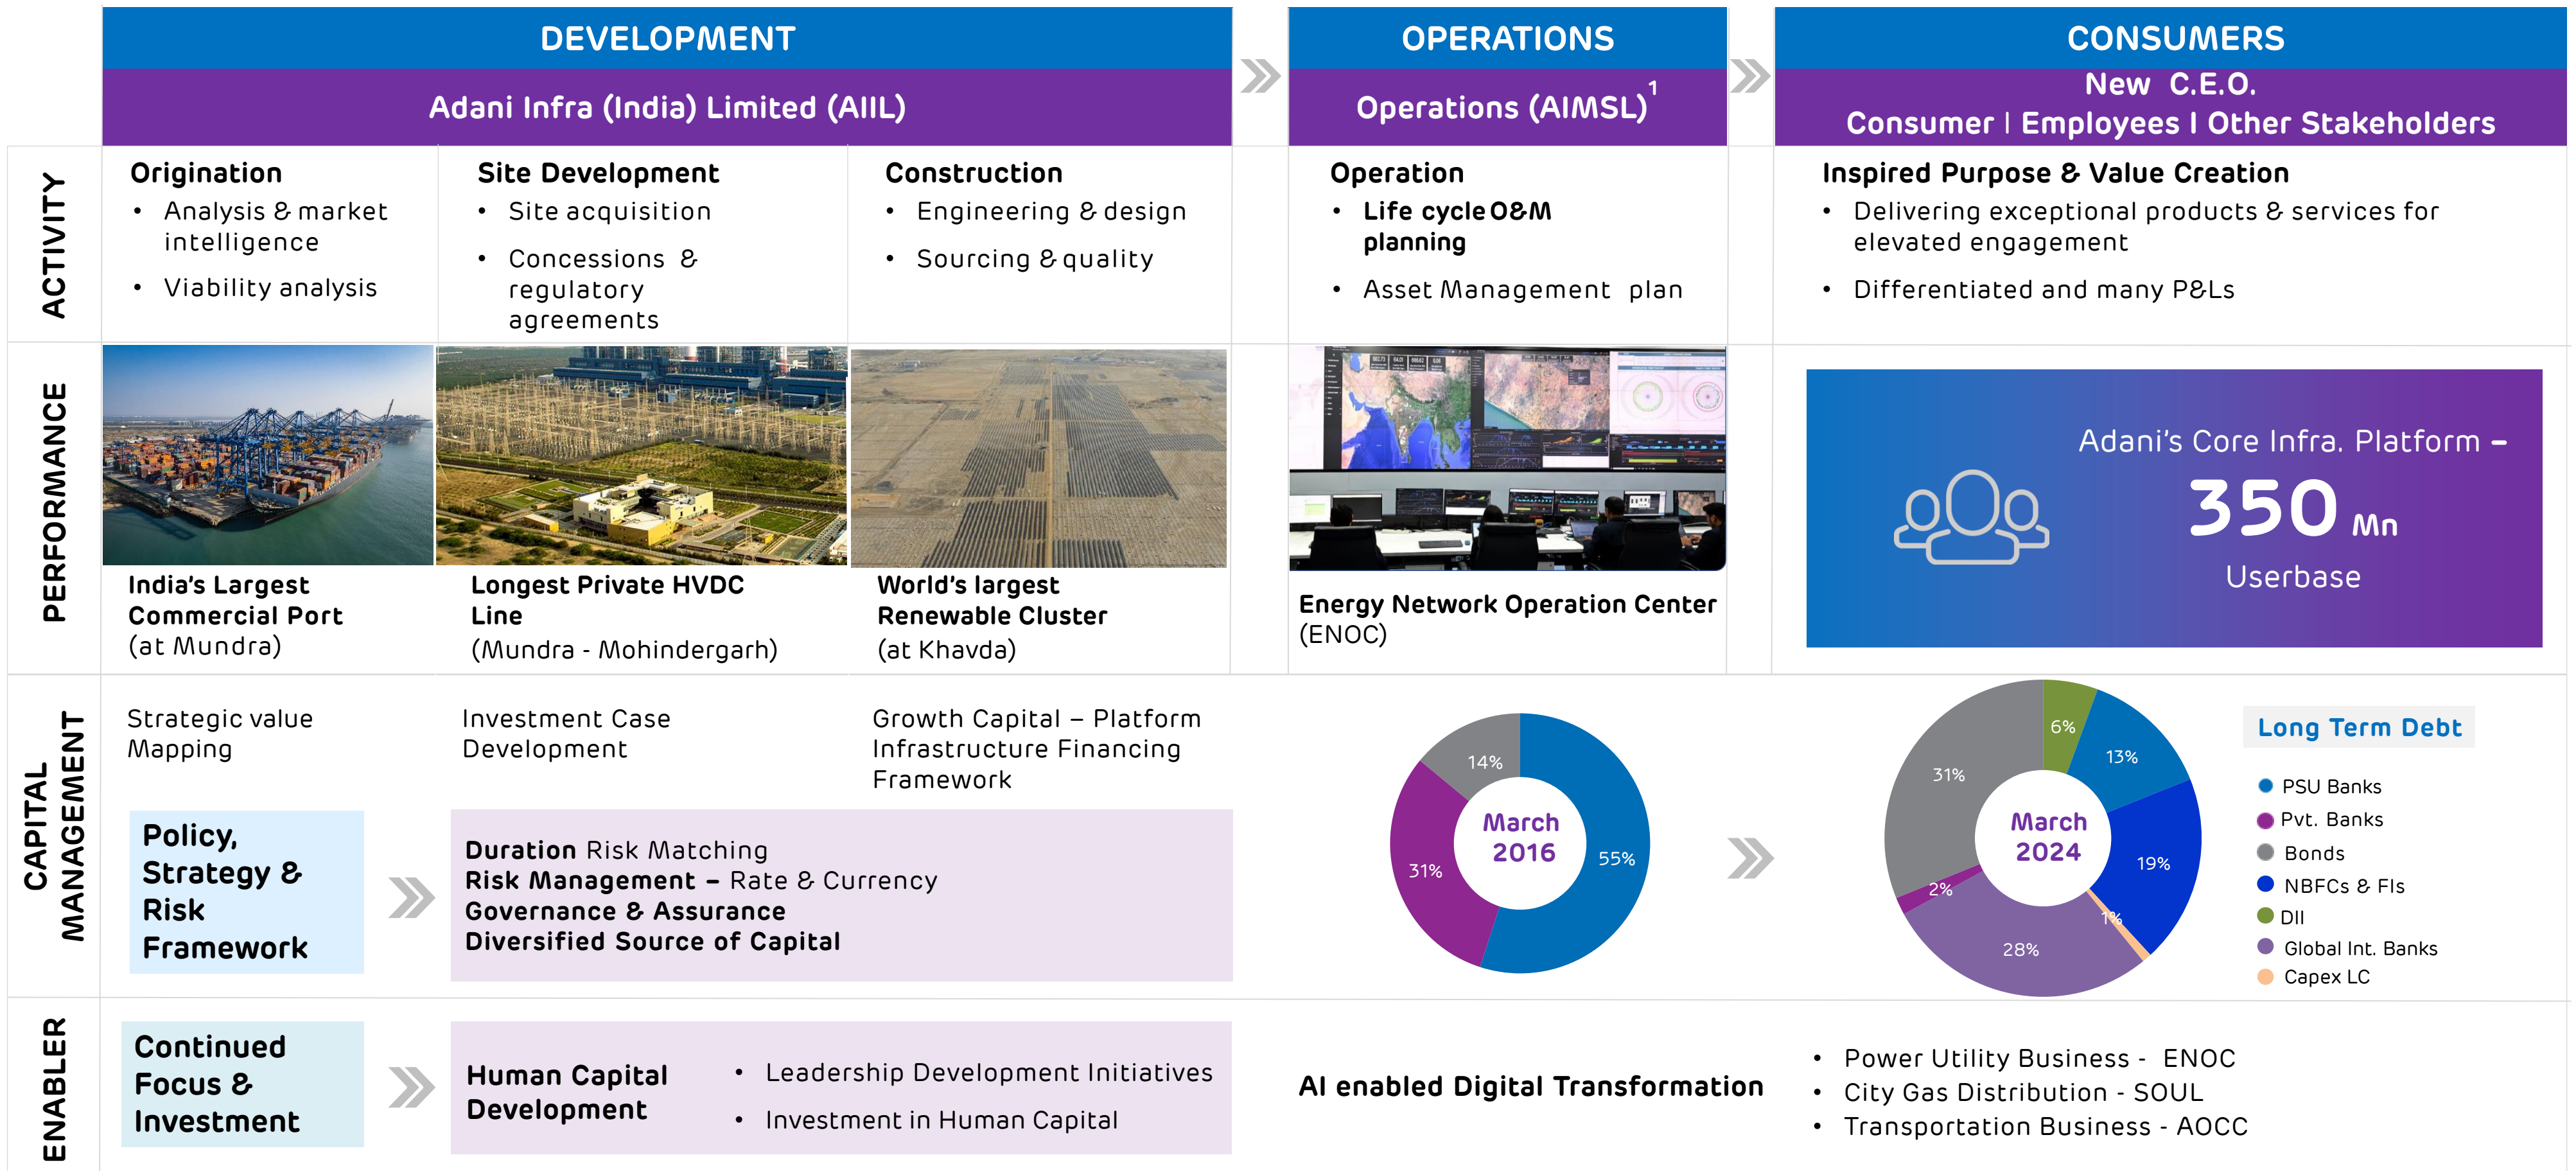 DEVELOPMENT
Adani Infra (India) Limited (AIIL)
OPERATIONS
Operations (AIMSL)1
CONSUMERS
New C.E.O.
Consumer | Employees I Other Stakeholders
ACTIVITY
Origination
• Analysis & market
intelligence
• Viability analysis
Site Development
• Site acquisition
• Concessions &
regulatory
agreements
Construction
• Engineering & design
• Sourcing & quality
Operation
• Life cycle O&M
planning
• Asset Management plan
Inspired Purpose & Value Creation
• Delivering exceptional products & services for
elevated engagement
• Differentiated and many P&Ls
PERFORMANCE
India's Largest
Commercial Port
(at Mundra)
Longest Private HVDC
Line
(Mundra - Mohindergarh)
World's largest
Renewable Cluster
(at Khavda)
Energy Network Operation Center
(ENOC)
Adani's Core Infra. Platform –
350 Mn
Userbase
CAPITAL
MANAGEMENT
Strategic value
Mapping
Investment Case
Development
Growth Capital – Platform
Infrastructure Financing
Framework
Policy,
Strategy &
Risk
Framework
Duration Risk Matching
Risk Management – Rate & Currency
Governance & Assurance
Diversified Source of Capital
14%
31%
55%
March
2016
6%
13%
31%
19%
2%
1%
28%
March
2024
Long Term Debt
PSU Banks
Pvt. Banks
Bonds
NBFCs & FIs
DII
Global Int. Banks
Capex LC
ENABLER
Continued
Focus &
Investment
Human Capital
Development
• Leadership Development Initiatives
• Investment in Human Capital
AI enabled Digital Transformation
• Power Utility Business - ENOC
• City Gas Distribution - SOUL
• Transportation Business - AOCC